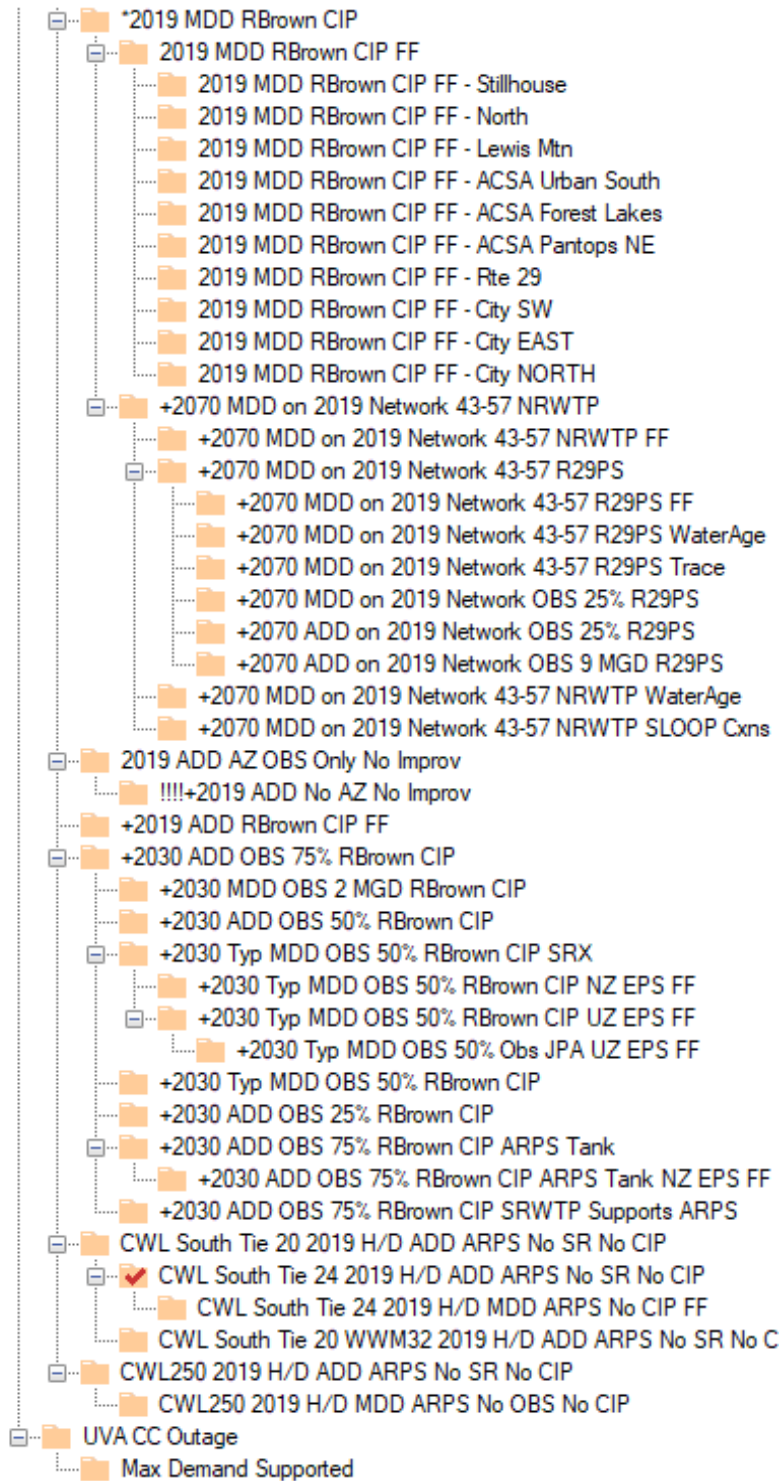 *2019 MDD RBrown CIP
2019 MDD RBrown CIP FF
2019 MDD RBrown CIP FF - Stillhouse
2019 MDD RBrown CIP FF - North
2019 MDD RBrown CIP FF - Lewis Mtn
2019 MDD RBrown CIP FF - ACSA Urban South
2019 MDD RBrown CIP FF - ACSA Forest Lakes
2019 MDD RBrown CIP FF - ACSA Pantops NE
2019 MDD RBrown CIP FF - Rte 29
2019 MDD RBrown CIP FF - City SW
2019 MDD RBrown CIP FF - City EAST
2019 MDD RBrown CIP FF - City NORTH
+2070 MDD on 2019 Network 43-57 NRWTP
+2070 MDD on 2019 Network 43-57 NRWTP FF
+2070 MDD on 2019 Network 43-57 R29PS
+2070 MDD on 2019 Network 43-57 R29PS FF
+2070 MDD on 2019 Network 43-57 R29PS WaterAge
+2070 MDD on 2019 Network 43-57 R29PS Trace
+2070 MDD on 2019 Network OBS 25% R29PS
+2070 ADD on 2019 Network OBS 25% R29PS
+2070 ADD on 2019 Network OBS 9 MGD R29PS
+2070 MDD on 2019 Network 43-57 NRWTP WaterAge
+2070 MDD on 2019 Network 43-57 NRWTP SLOOP Cxns
2019 ADD AZ OBS Only No Improv
!!!!+2019 ADD No AZ No Improv
+2019 ADD RBrown CIP FF
+2030 ADD OBS 75% RBrown CIP
+2030 MDD OBS 2 MGD RBrown CIP
+2030 ADD OBS 50% RBrown CIP
+2030 Typ MDD OBS 50% RBrown CIP SRX
+2030 Typ MDD OBS 50% RBrown CIP NZ EPS FF
+2030 Typ MDD OBS 50% RBrown CIP UZ EPS FF
+2030 Typ MDD OBS 50% Obs JPA UZ EPS FF
+2030 Typ MDD OBS 50% RBrown CIP
+2030 ADD OBS 25% RBrown CIP
+2030 ADD OBS 75% RBrown CIP ARPS Tank
+2030 ADD OBS 75% RBrown CIP ARPS Tank NZ EPS FF
+2030 ADD OBS 75% RBrown CIP SRWTP Supports ARPS
CWL South Tie 20 2019 H/D ADD ARPS No SR No CIP
CWL South Tie 24 2019 H/D ADD ARPS No SR No CIP
CWL South Tie 24 2019 H/D MDD ARPS No CIP FF
CWL South Tie 20 WWM32 2019 H/D ADD ARPS No SR No C
CWL250 2019 H/D ADD ARPS No SR No CIP
CWL250 2019 H/D MDD ARPS No OBS No CIP
UVA CC Outage
Max Demand Supported